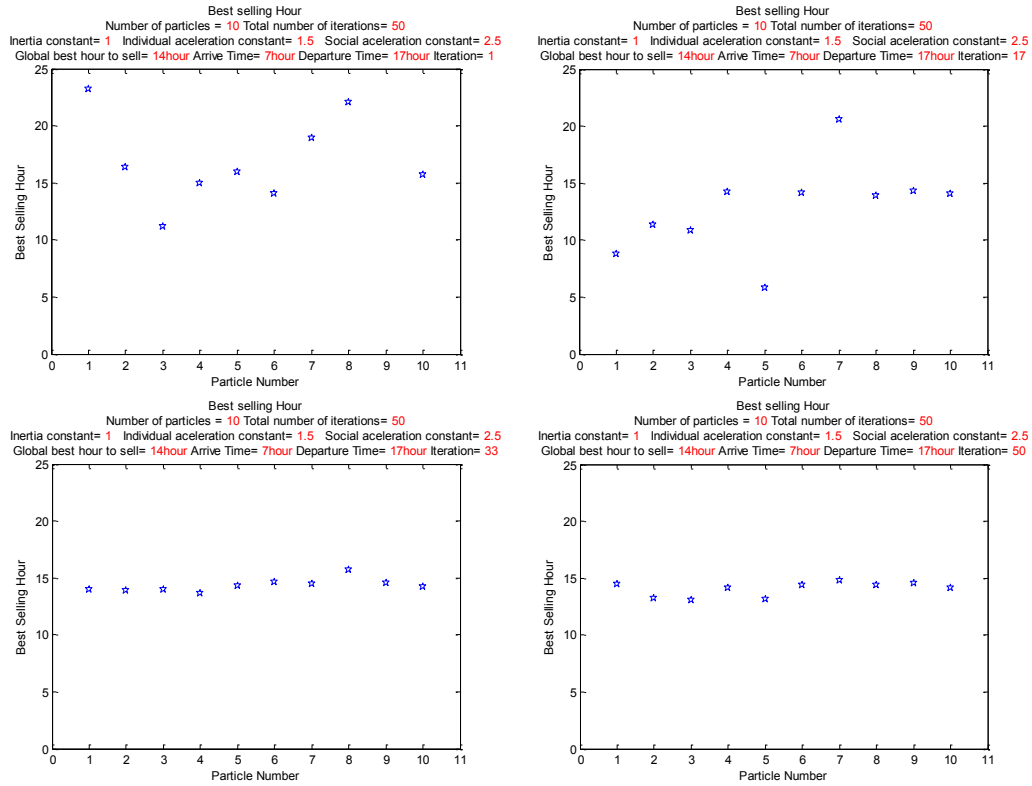 Best selling Hour
Number of particles = 10 Total number of iterations= 50
Inertia constant= 1 Individual aceleration constant= 1.5 Social aceleration constant= 2.5
Global best hour to sell= 14hour Arrive Time= 7hour Departure Time= 17hour Iteration= 1
25
20
15
10
5
0
Best Selling Hour
0 1 2 3 4 5 6 7 8 9 10 11
Particle Number
Best selling Hour
Number of particles = 10 Total number of iterations= 50
Inertia constant= 1 Individual aceleration constant= 1.5 Social aceleration constant= 2.5
Global best hour to sell= 14hour Arrive Time= 7hour Departure Time= 17hour Iteration= 17
25
20
15
10
5
0
Best Selling Hour
0 1 2 3 4 5 6 7 8 9 10 11
Particle Number
Best selling Hour
Number of particles = 10 Total number of iterations= 50
Inertia constant= 1 Individual aceleration constant= 1.5 Social aceleration constant= 2.5
Global best hour to sell= 14hour Arrive Time= 7hour Departure Time= 17hour Iteration= 33
25
20
15
10
5
0
Best Selling Hour
0 1 2 3 4 5 6 7 8 9 10 11
Particle Number
Best selling Hour
Number of particles = 10 Total number of iterations= 50
Inertia constant= 1 Individual aceleration constant= 1.5 Social aceleration constant= 2.5
Global best hour to sell= 14hour Arrive Time= 7hour Departure Time= 17hour Iteration= 50
25
20
15
10
5
0
Best Selling Hour
0 1 2 3 4 5 6 7 8 9 10 11
Particle Number